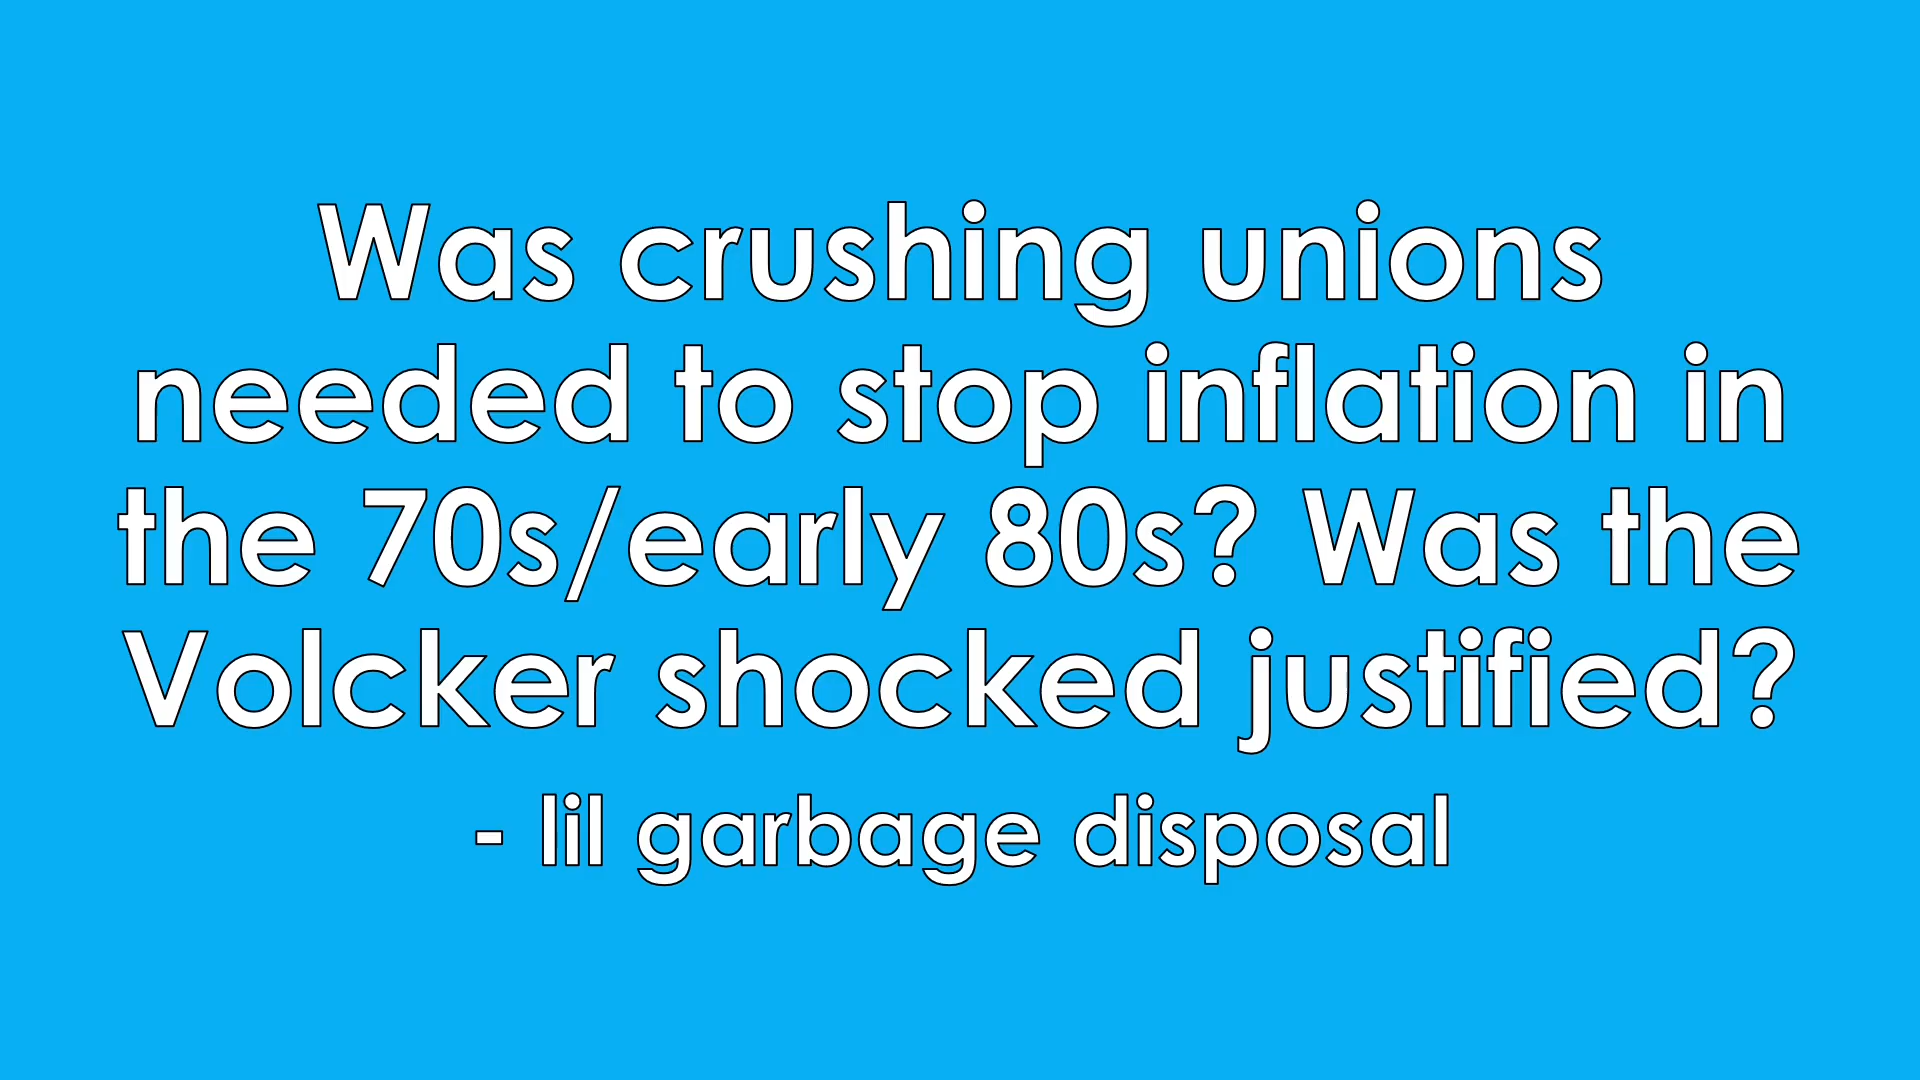 Was crushing unions
needed to stop inflation in
the 70s/early 80s? Was the
Volcker shocked justified?
- lil garbage disposal